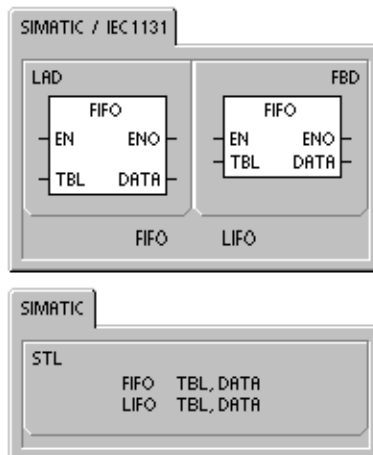 SIMATIC / IEC1131
LAD
FIFO
EN ENO
TBL DATA
FBD
FIFO
EN ENO
TBL DATA
FIFO LIFO
SIMATIC
STL
FIFO TBL, DATA
LIFO TBL, DATA